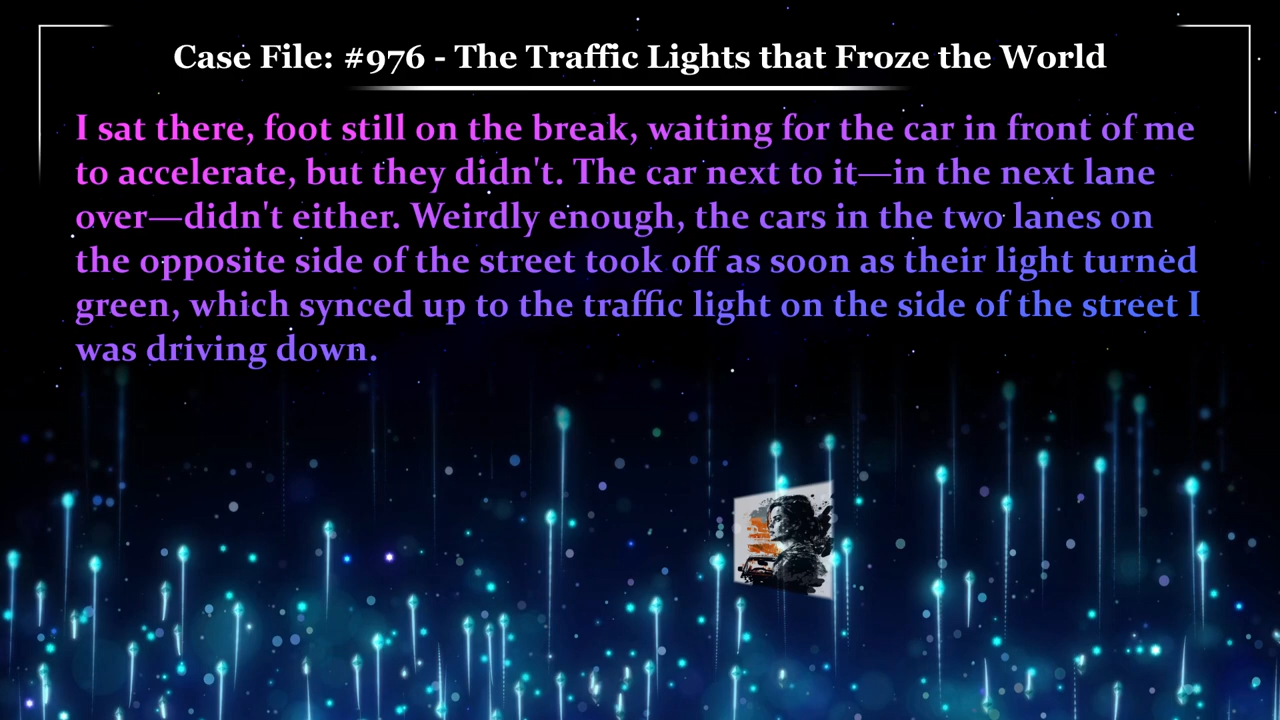 Case File: #976 - The Traffic Lights that Froze the World
I sat there, foot still on the break, waiting for the car in front of me
to accelerate, but they didn't. The car next to it—in the next lane
over—didn't either. Weirdly enough, the cars in the two lanes on
the opposite side of the street took off as soon as their light turned
green, which synced up to the traffic light on the side of the street I
was driving down.